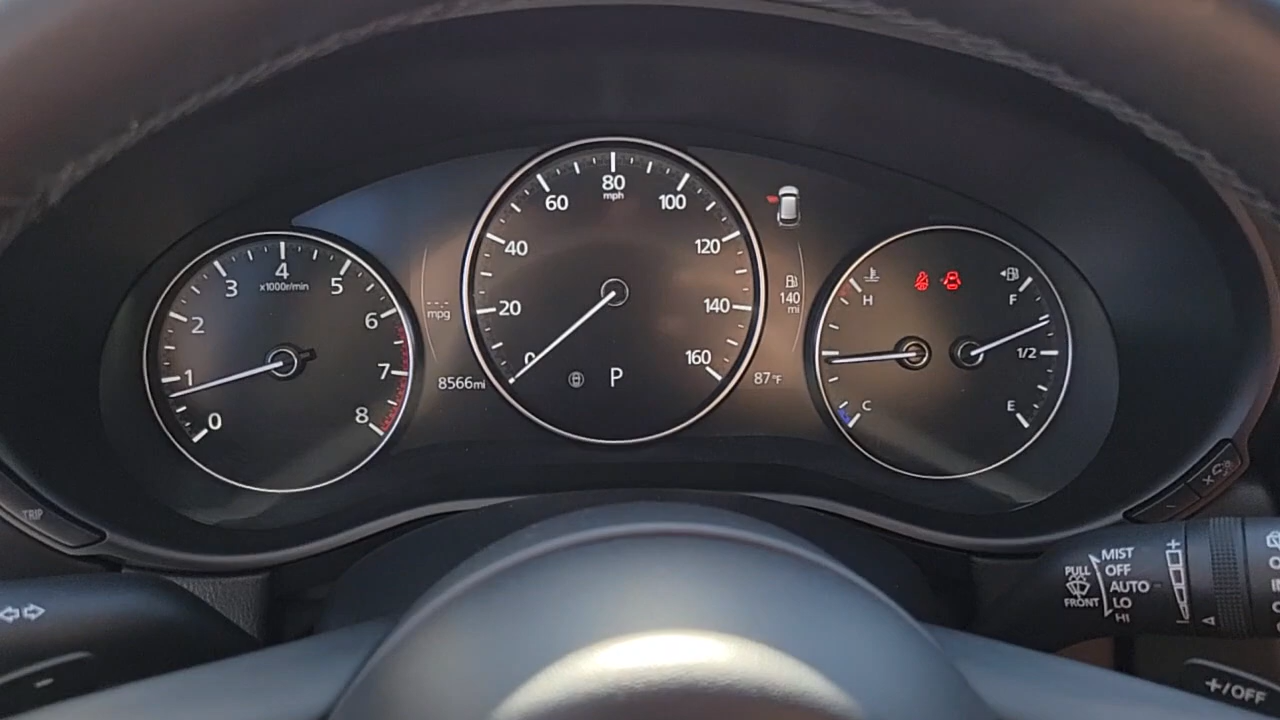 0
1
2
3
4
x1000r/min
5
6
7
8
--- mpg
8566mi
0
20
40
60
80
mph
100
120
140
160
P
140
mi
87°F
H
C
F
1/2
E
TRIP
MIST
PULL OFF
AUTO
FRONT LO
HI
+/OFF